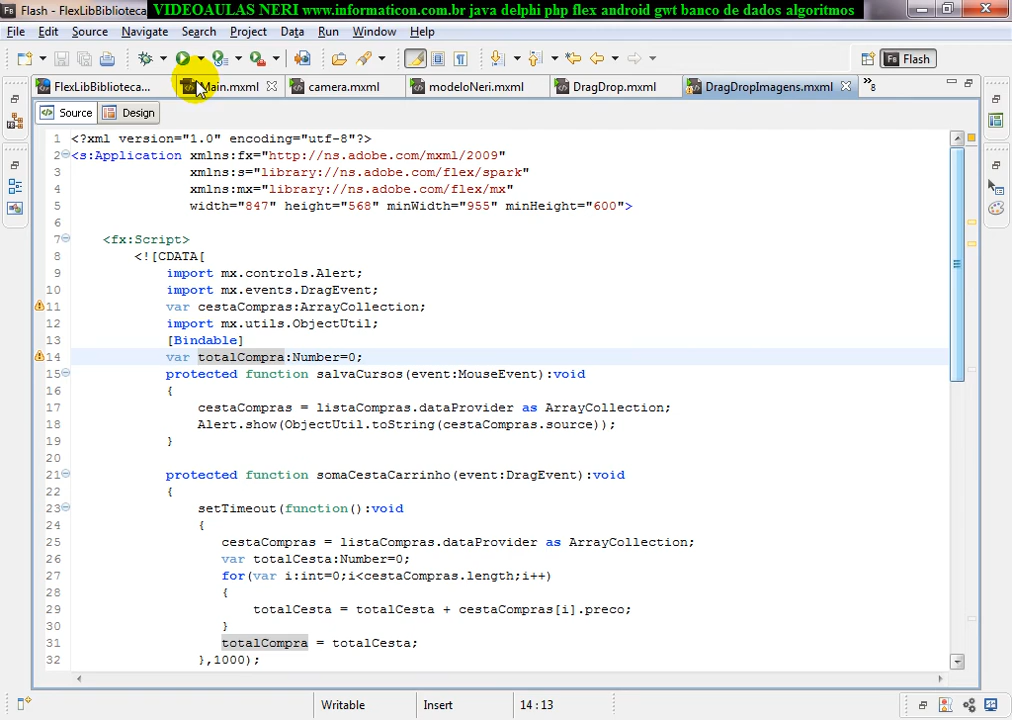 Flash - FlexLibBiblioteca
VIDEOAULAS NERI www.informaticon.com.br java delphi php flex android gwt banco de dados algoritmos
File Edit Source Navigate Search Project Data Run Window Help
Flash
FlexLibBiblioteca... Main.mxml camera.mxml modeloNeri.mxml DragDrop.mxml DragDropImagens.mxml »8
Source Design
1 <?xml version="1.0" encoding="utf-8"?>
2 <s:Application xmlns:fx="http://ns.adobe.com/mxml/2009"
3 xmlns:s="library://ns.adobe.com/flex/spark"
4 xmlns:mx="library://ns.adobe.com/flex/mx"
5 width="847" height="568" minWidth="955" minHeight="600">
6
7 <fx:Script>
8 <![CDATA[
9 import mx.controls.Alert;
10 import mx.events.DragEvent;
11 var cestaCompras:ArrayCollection;
12 import mx.utils.ObjectUtil;
13 [Bindable]
14 var totalCompra:Number=0;
15 protected function salvaCursos(event:MouseEvent):void
16 {
17 cestaCompras = listaCompras.dataProvider as ArrayCollection;
18 Alert.show(ObjectUtil.toString(cestaCompras.source));
19 }
20
21 protected function somaCestaCarrinho(event:DragEvent):void
22 {
23 setTimeout(function():void
24 {
25 cestaCompras = listaCompras.dataProvider as ArrayCollection;
26 var totalCesta:Number=0;
27 for(var i:int=0;i<cestaCompras.length;i++)
28 {
29 totalCesta = totalCesta + cestaCompras[i].preco;
30 }
31 totalCompra = totalCesta;
32 },1000);
Writable Insert 14 : 13